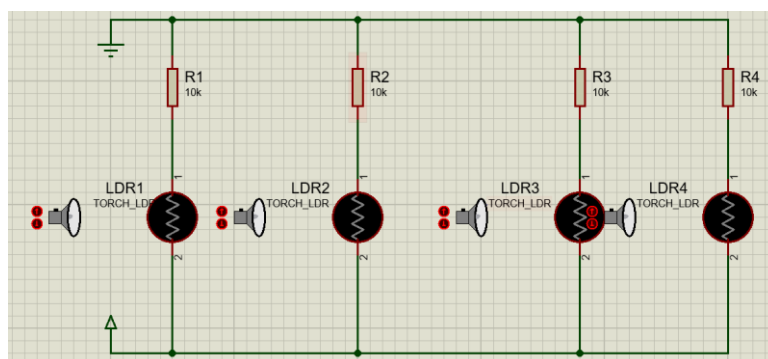 R1
10k
R2
10k
R3
10k
R4
10k
1
1
1
1
LDR1
TORCH_LDR
LDR2
TORCH_LDR
LDR3
TORCH_LDR
LDR4
TORCH_LDR
2
2
2
2